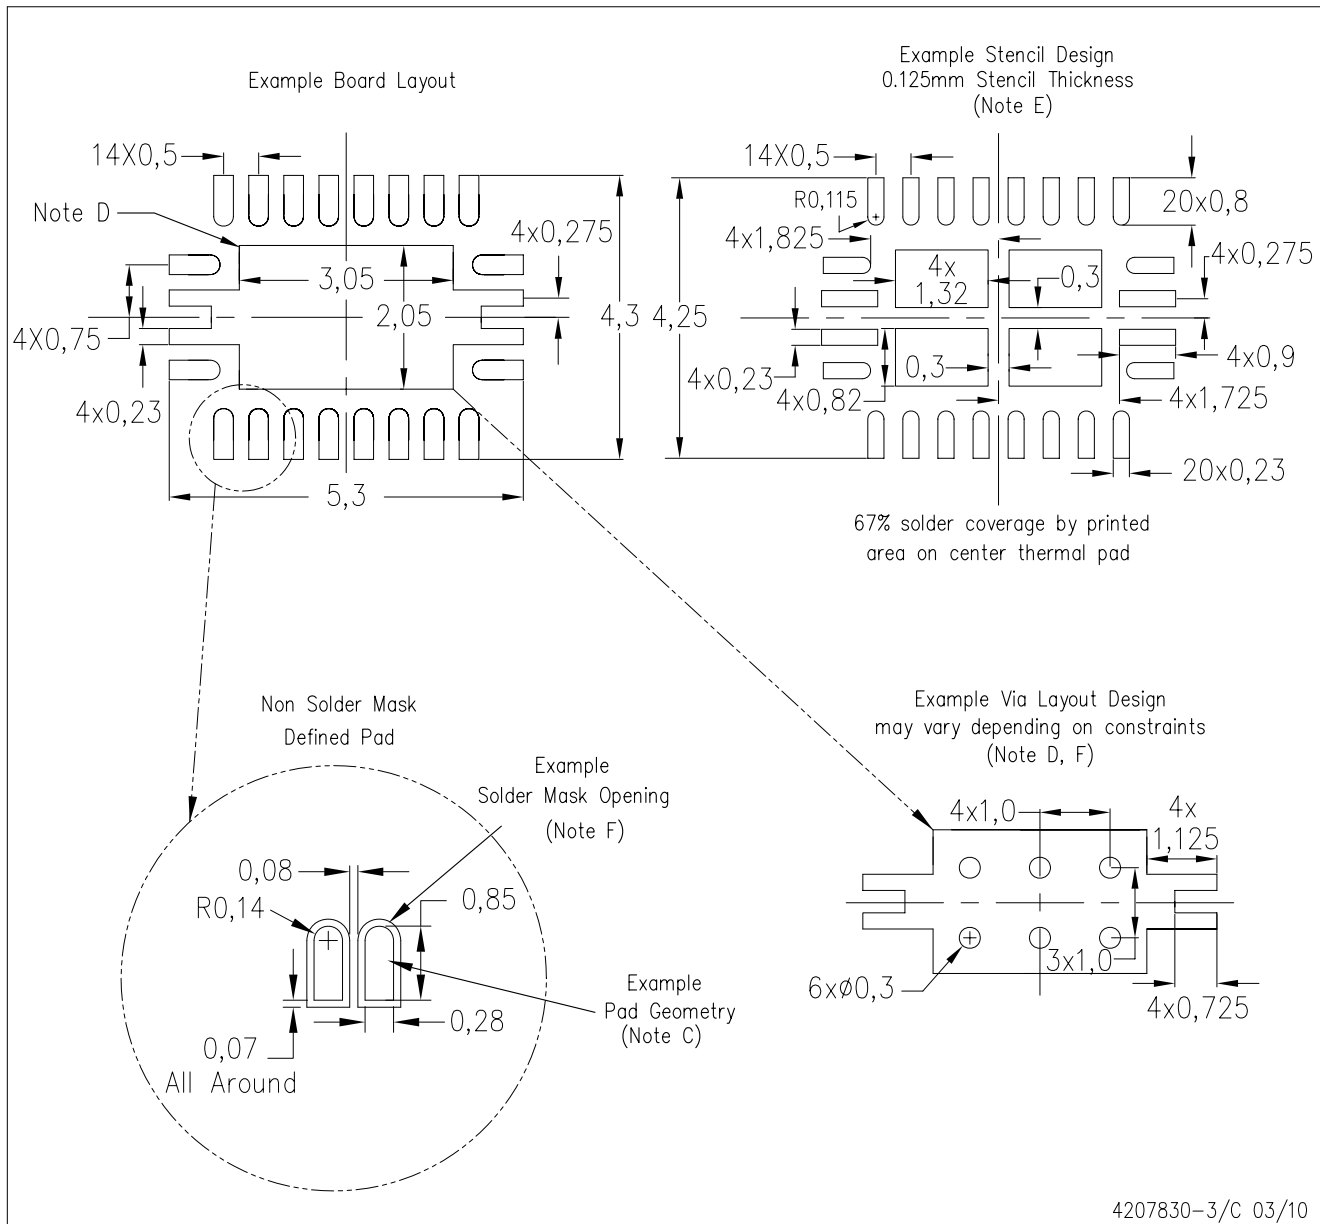 Example Board Layout
14X0,5
Note D
4x0,275
3,05
2,05
4,3
4X0,75
4x0,23
5,3
Example Stencil Design
0.125mm Stencil Thickness
(Note E)
14X0,5
R0,115
20x0,8
4x1,825
4x0,275
4x
1,32
0,3
4,25
0,3
4x0,9
4x0,23
4x0,82
4x1,725
20x0,23
67% solder coverage by printed
area on center thermal pad
Non Solder Mask
Defined Pad
Example
Solder Mask Opening
(Note F)
0,08
R0,14
0,85
Example
Pad Geometry
(Note C)
0,28
0,07
All Around
Example Via Layout Design
may vary depending on constraints
(Note D, F)
4x1,0
4x
1,125
3x1,0
6xø0,3
4x0,725
4207830-3/C 03/10